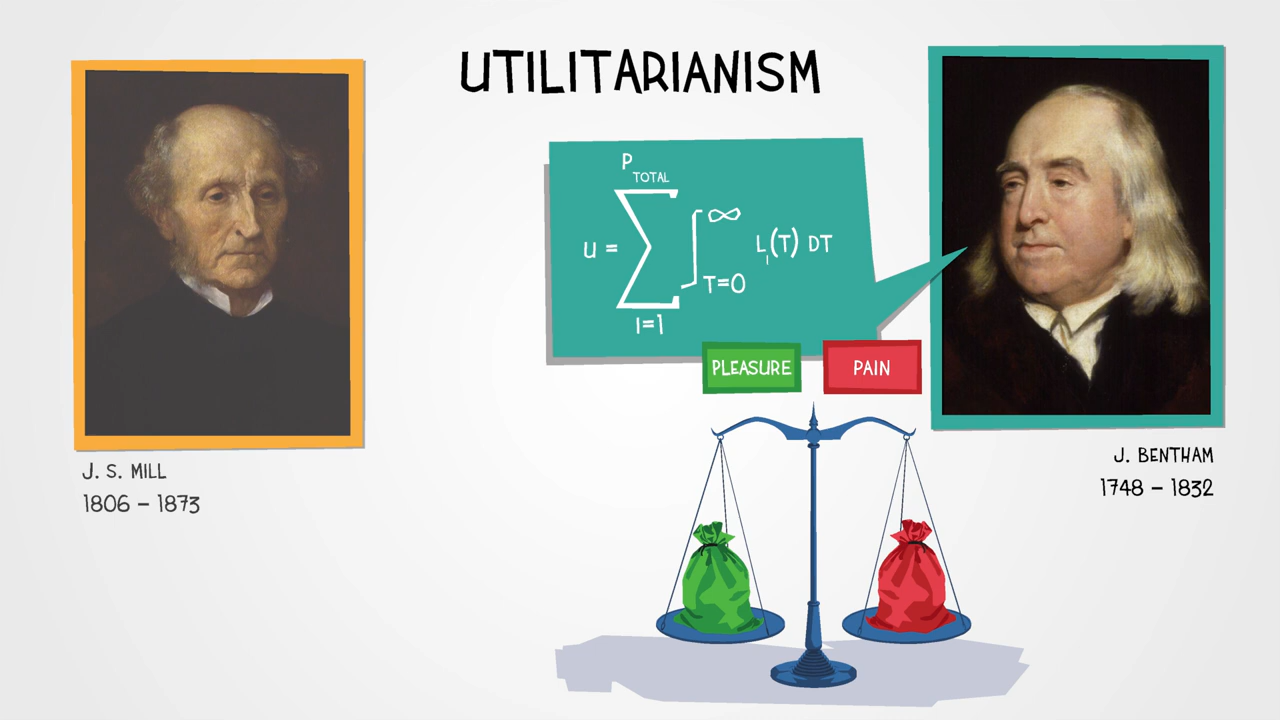 UTILITARIANISM
P TOTAL
U = ∑ ∫ ∞ L I (T) DT
T=0
I=1
PLEASURE
PAIN
J. S. MILL
1806 – 1873
J. BENTHAM
1748 – 1832